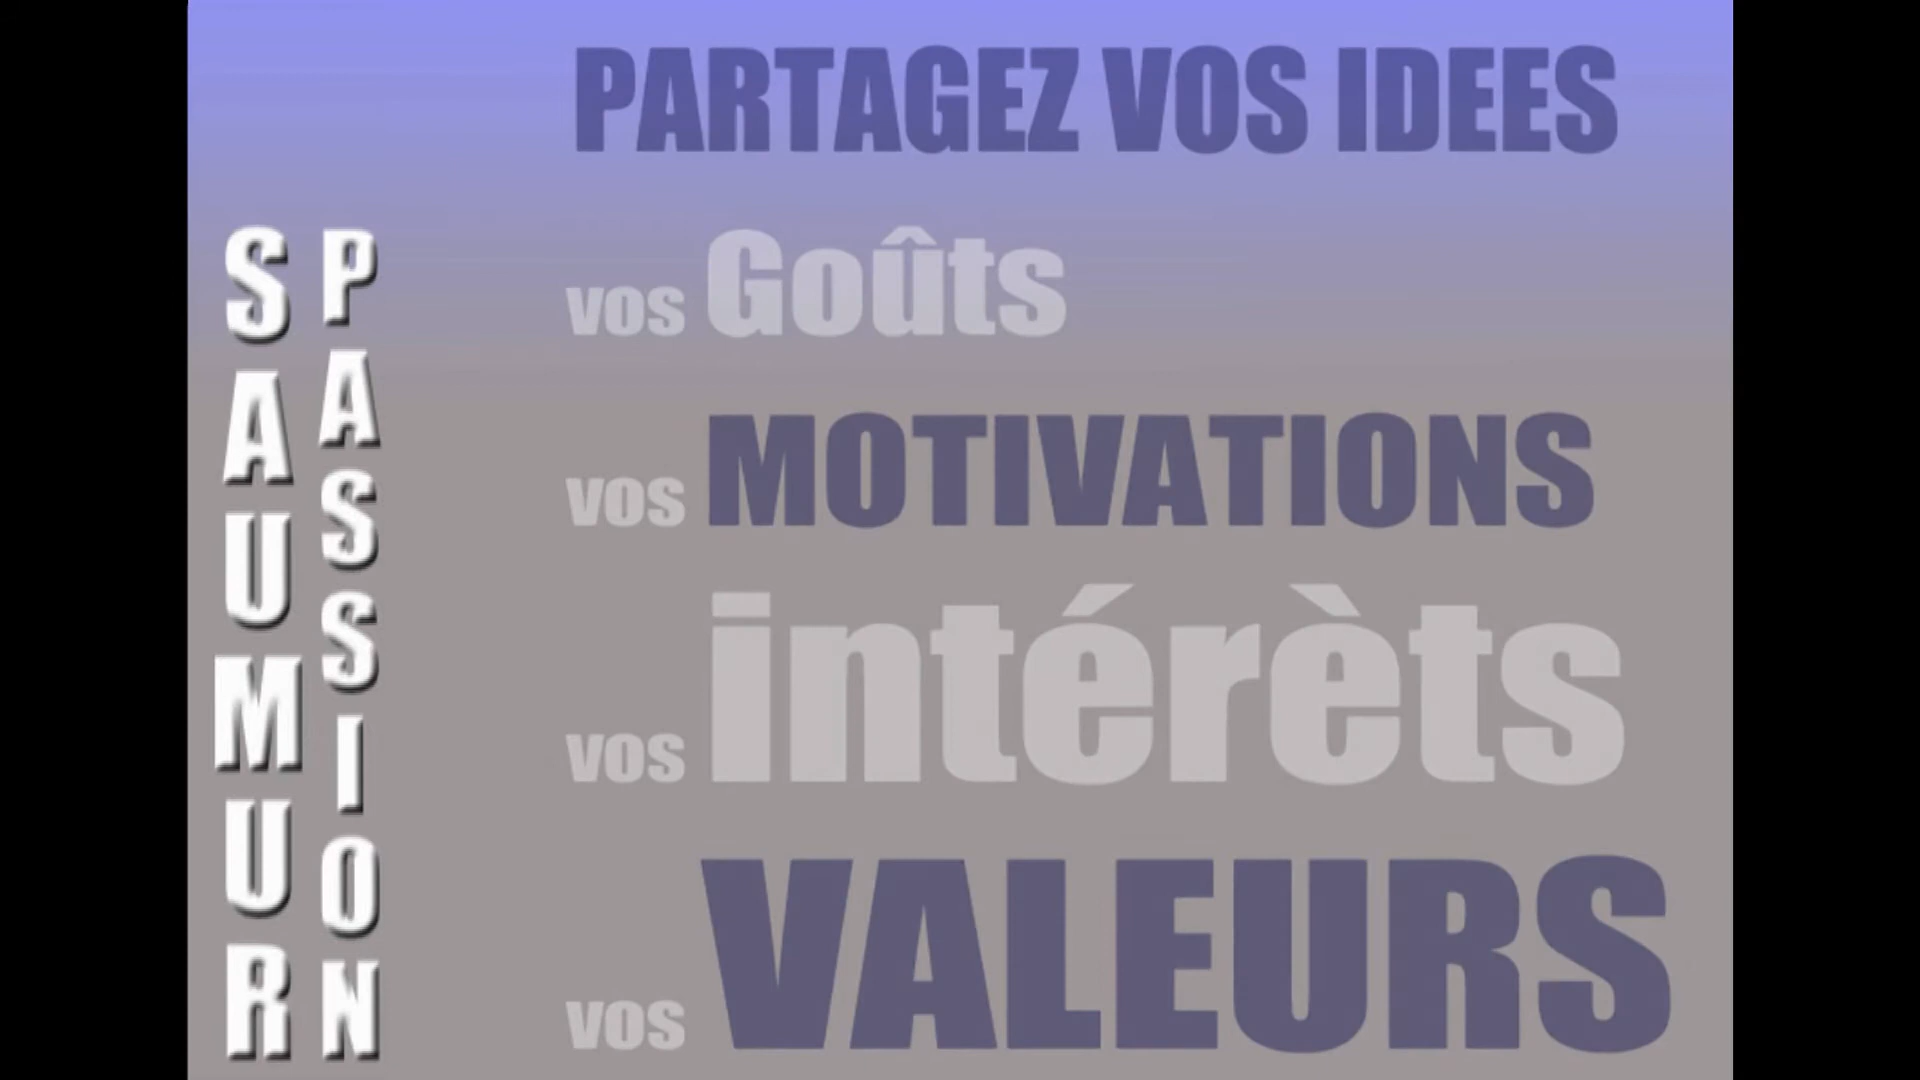 SAUMUR
PASSION
PARTAGEZ VOS IDEES
vos Goûts
vos MOTIVATIONS
vos intérèts
vos VALEURS